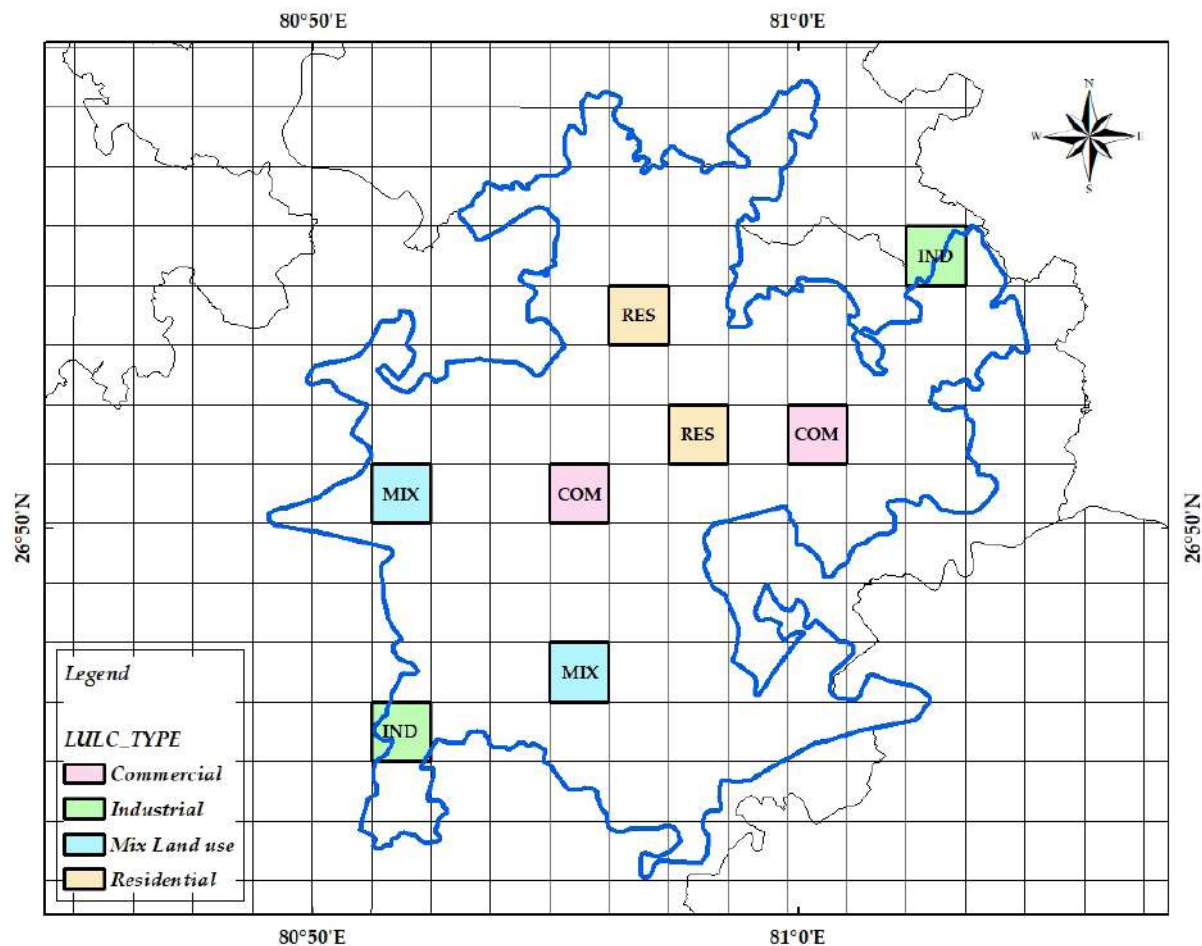 80°50'E 81°0'E
N
W E
S
IND
RES
RES COM
MIX COM
26°50'N 26°50'N
MIX
IND
Legend
LULC_TYPE
Commercial
Industrial
Mix Land use
Residential
80°50'E 81°0'E